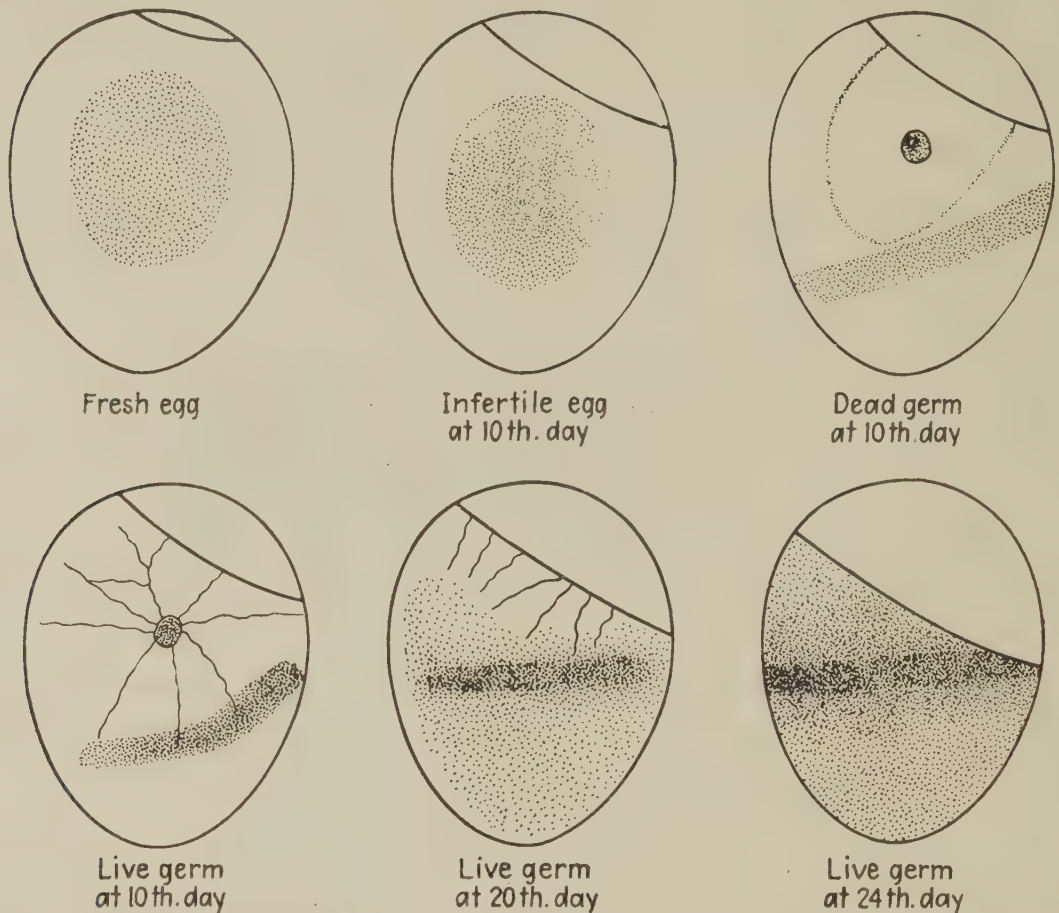 Fresh egg
Infertile egg
at 10th. day
Dead germ
at 10th. day
Live germ
at 10th. day
Live germ
at 20th. day
Live germ
at 24th. day